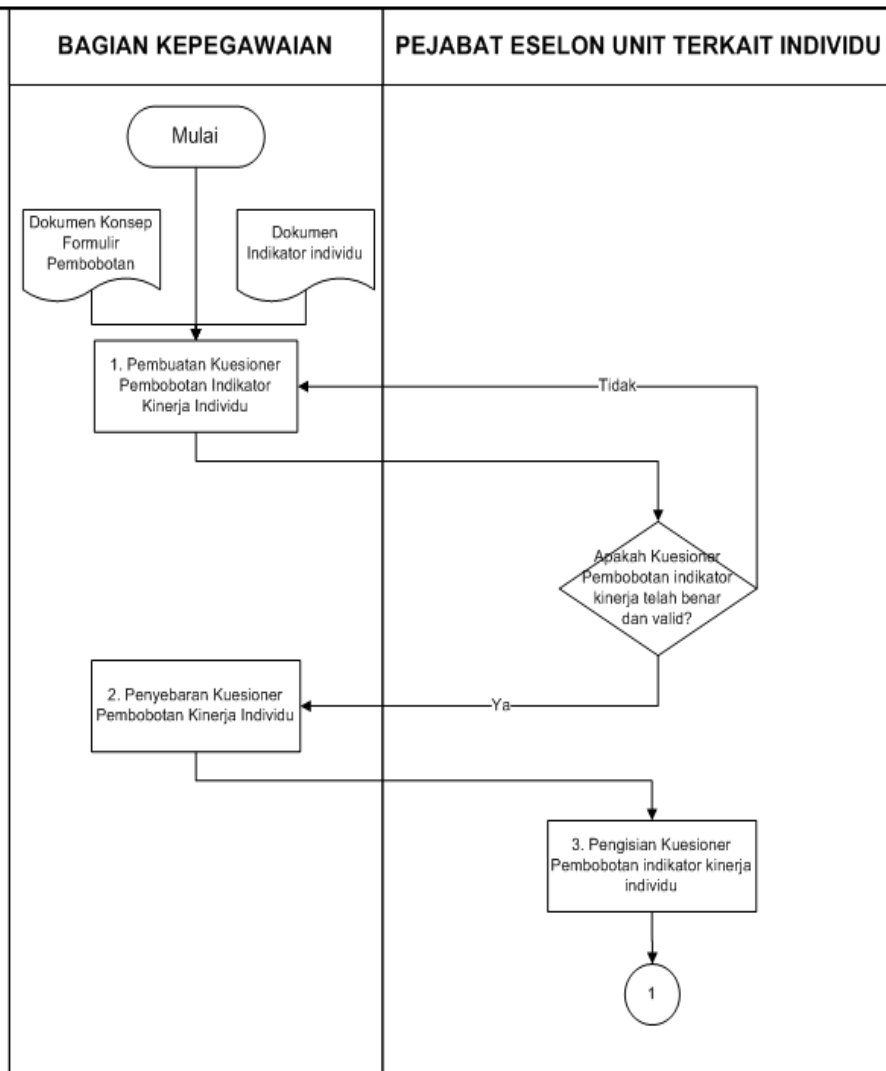 BAGIAN KEPEGAWAIAN
PEJABAT ESELON UNIT TERKAIT INDIVIDU
Mulai
Dokumen Konsep
Formulir
Pembobotan
Dokumen
Indikator individu
1. Pembuatan Kuesioner
Pembobotan Indikator
Kinerja Individu
Tidak
Apakah Kuesioner
Pembobotan indikator
kinerja telah benar
dan valid?
2. Penyebaran Kuesioner
Pembobotan Kinerja Individu
Ya
3. Pengisian Kuesioner
Pembobotan indikator kinerja
individu
1